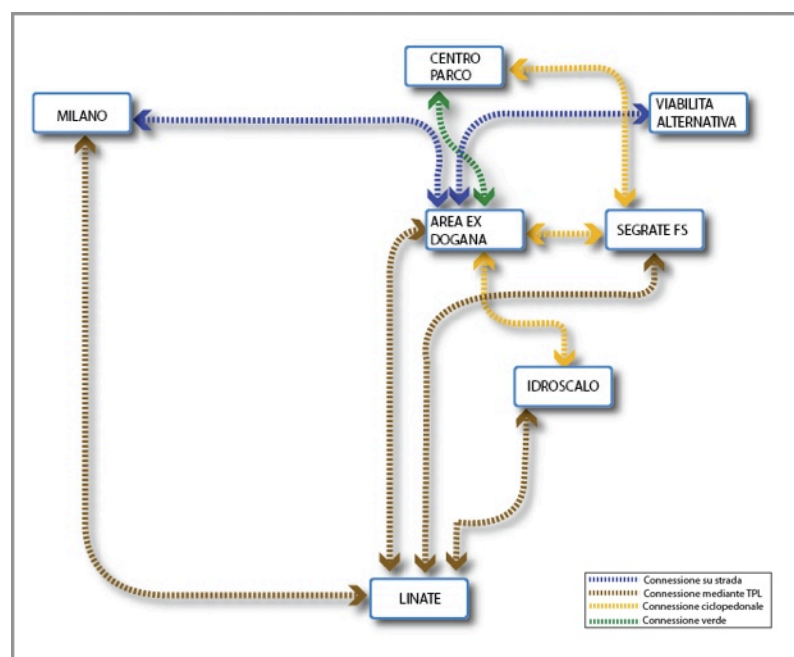 CENTRO
PARCO
MILANO
VIABILITA
ALTERNATIVA
AREA EX
DOGANA
SEGRATE FS
IDROSCALO
LINATE
Connessione su strada
Connessione mediante TPL
Connessione ciclopedonale
Connessione verde